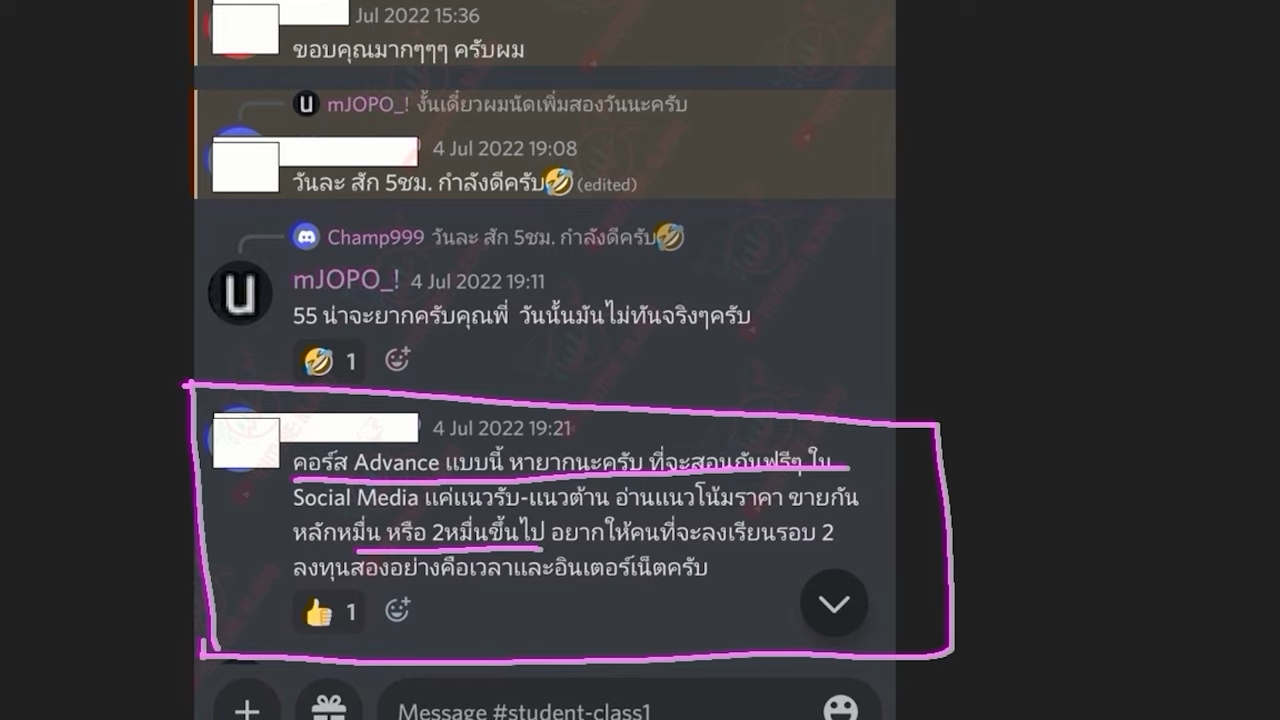 Jul 2022 15:36
ขอบคุณมากๆๆๆ ครับผม
mJOPO_! งั้นเดี๋ยวผมนัดเพิ่มสองวันนะครับ
4 Jul 2022 19:08
วันละ สัก 5ชม. กำลังดีครับ🤣 (edited)
Champ999 วันละ สัก 5ชม. กำลังดีครับ🤣
mJOPO_! 4 Jul 2022 19:11
55 น่าจะยากครับคุณพี่ วันนั้นมันไม่ทันจริงๆครับ
🤣 1
4 Jul 2022 19:21
คอร์ส Advance แบบนี้ หายากนะครับ ที่จะสอนกันฟรีๆ ใน
Social Media แค่แนวรับ-แนวต้าน อ่านแนวโน้มราคา ขายกัน
หลักหมื่น หรือ 2หมื่นขึ้นไป อยากให้คนที่จะลงเรียนรอบ 2
ลงทุนสองอย่างคือเวลาและอินเตอร์เน็ตครับ
👍 1
Message #student-class1